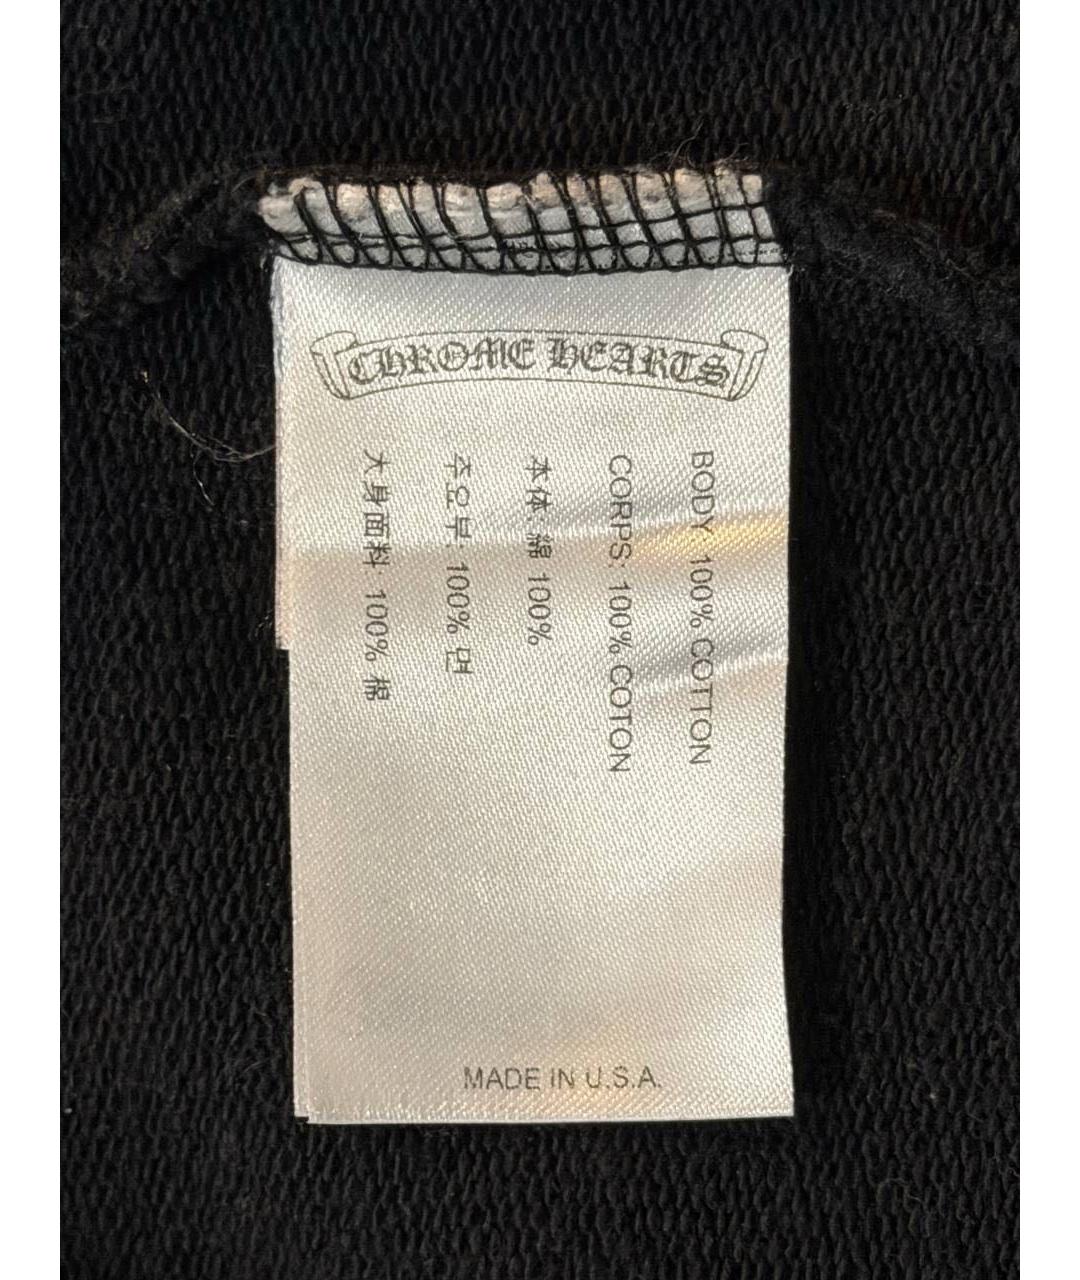 CHROME HEARTS
BODY: 100% COTTON
CORPS: 100% COTON
本体: 綿 100%
주요부: 100% 면
大身面料: 100% 棉
MADE IN U.S.A.